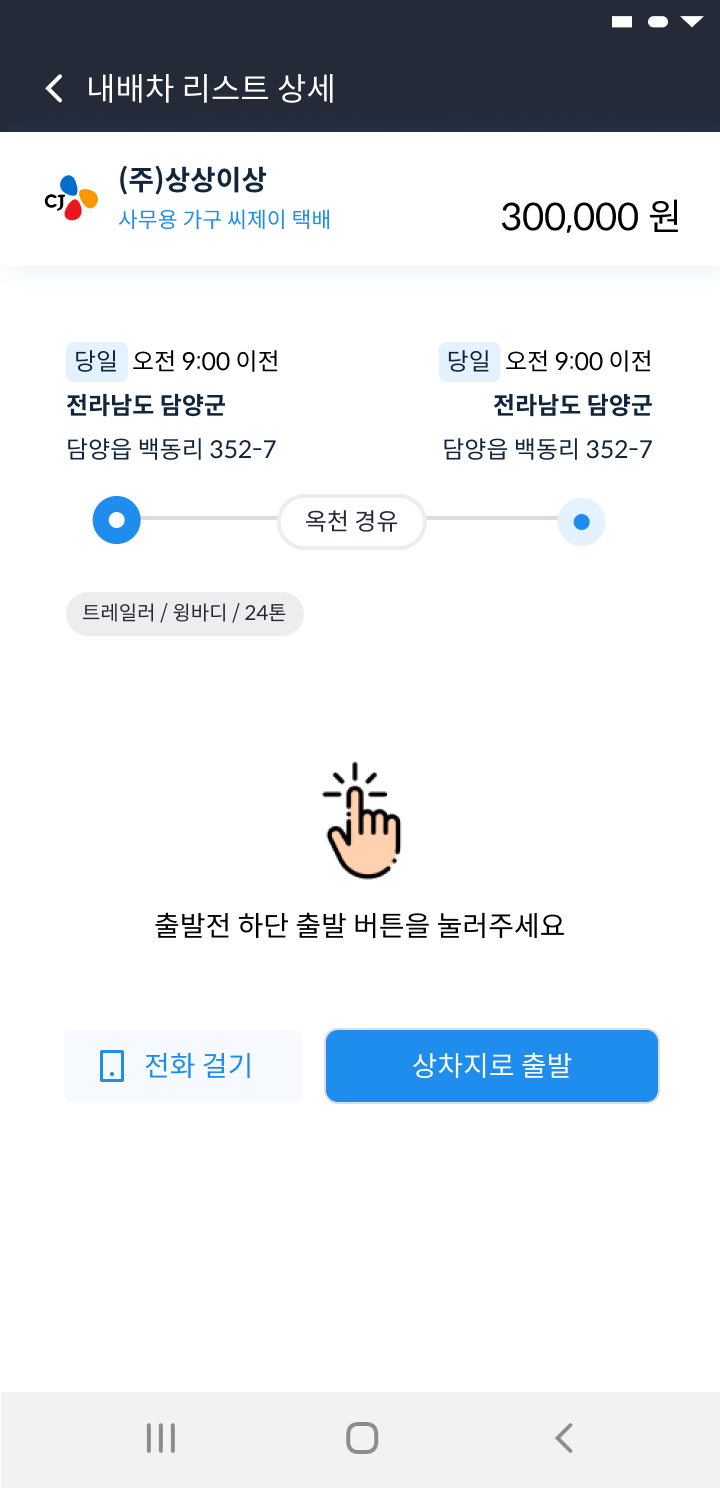 내배차 리스트 상세
CJ
(주)상상이상
사무용 가구 씨제이 택배
300,000 원
당일 오전 9:00 이전
전라남도 담양군
담양읍 백동리 352-7
당일 오전 9:00 이전
전라남도 담양군
담양읍 백동리 352-7
옥천 경유
트레일러 / 윙바디 / 24톤
출발전 하단 출발 버튼을 눌러주세요
전화 걸기
상차지로 출발